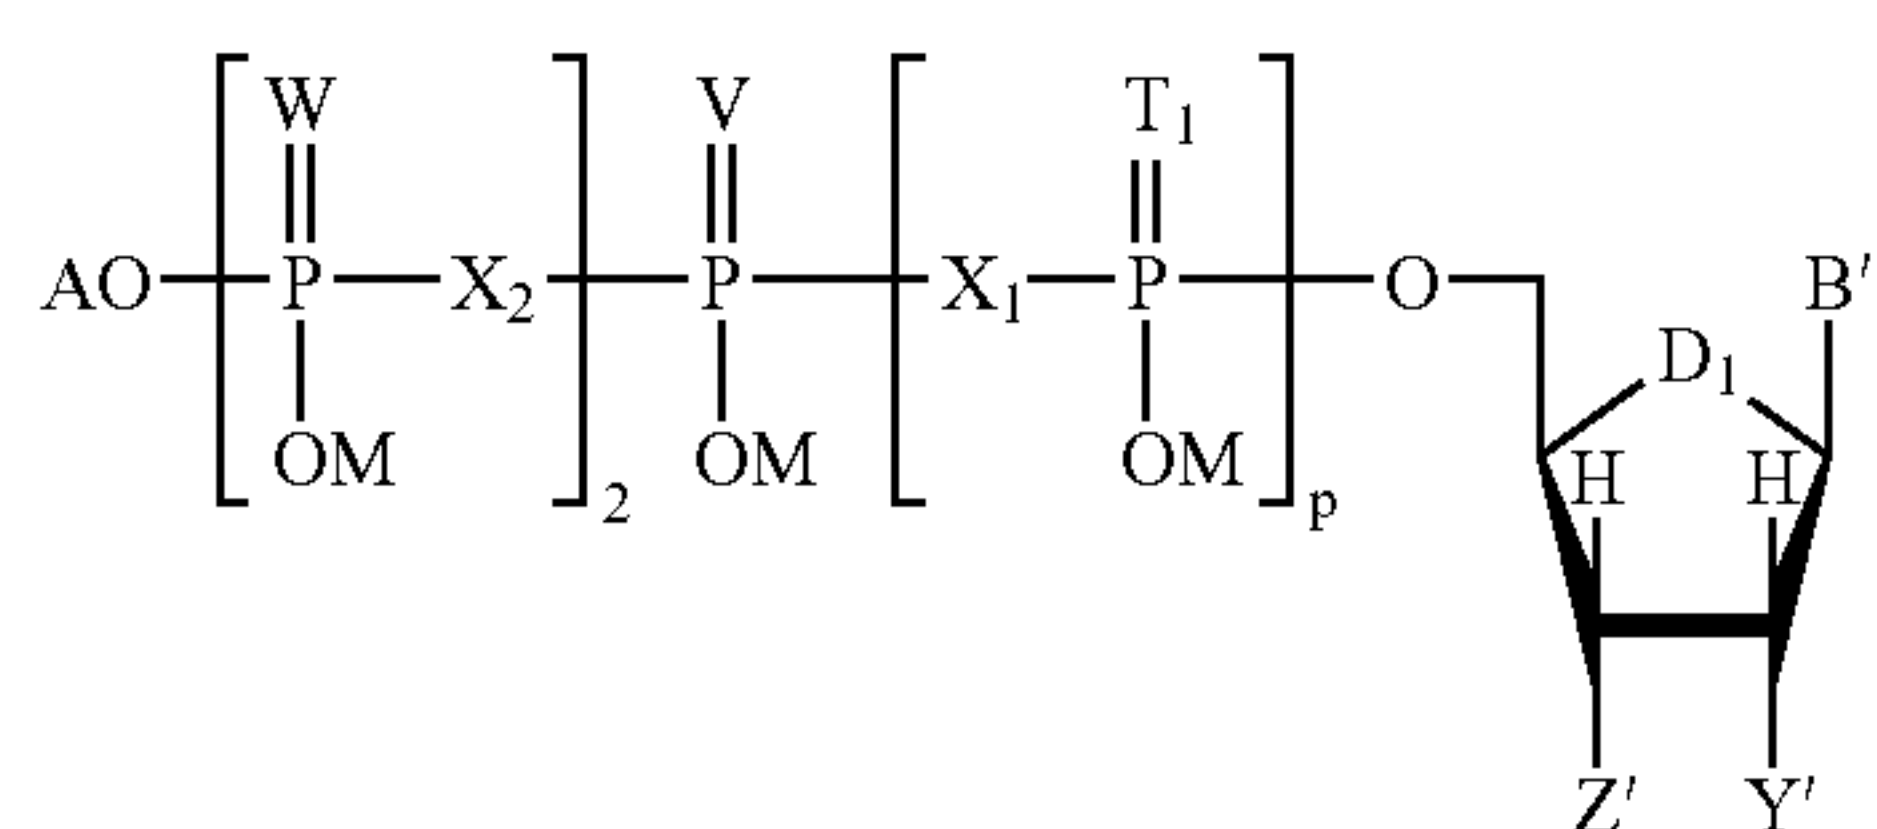 W V T₁
AO P X₂ P X₁ P O B′
D₁
OM OM OM H H
2 p
Z′ Y′